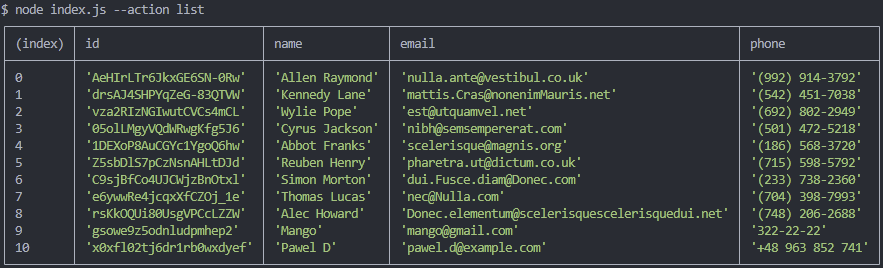 $ node index.js --action list
(index) id name email phone
0 'AeHIrLTr6JkxGE6SN-0Rw' 'Allen Raymond' 'nulla.ante@vestibul.co.uk' '(992) 914-3792'
1 'drsAJ4SHPYqZeG-83QTVW' 'Kennedy Lane' 'mattis.Cras@nonenimMauris.net' '(542) 451-7038'
2 'vza2RIzNGIwutCVCs4mCL' 'Wylie Pope' 'est@utquamvel.net' '(692) 802-2949'
3 '05olLMgyVQdWRwgKfg5J6' 'Cyrus Jackson' 'nibh@semsempererat.com' '(501) 472-5218'
4 '1DEXoP8AuCGYc1YgoQ6hw' 'Abbot Franks' 'scelerisque@magnis.org' '(186) 568-3720'
5 'Z5sbDlS7pCzNsnAHLtDJd' 'Reuben Henry' 'pharetra.ut@dictum.co.uk' '(715) 598-5792'
6 'C9sjBfCo4UJCWjzBnOtxl' 'Simon Morton' 'dui.Fusce.diam@Donec.com' '(233) 738-2360'
7 'e6ywwRe4jcqxXfCZOj_1e' 'Thomas Lucas' 'nec@Nulla.com' '(704) 398-7993'
8 'rsKkOQUi80UsgVPCcLZZW' 'Alec Howard' 'Donec.elementum@scelerisquescelerisquedui.net' '(748) 206-2688'
9 'gsowe9z5odnludpmhep2' 'Mango' 'mango@gmail.com' '322-22-22'
10 'x0xfl02tj6dr1rb0wxdyef' 'Pawel D' 'pawel.d@example.com' '+48 963 852 741'